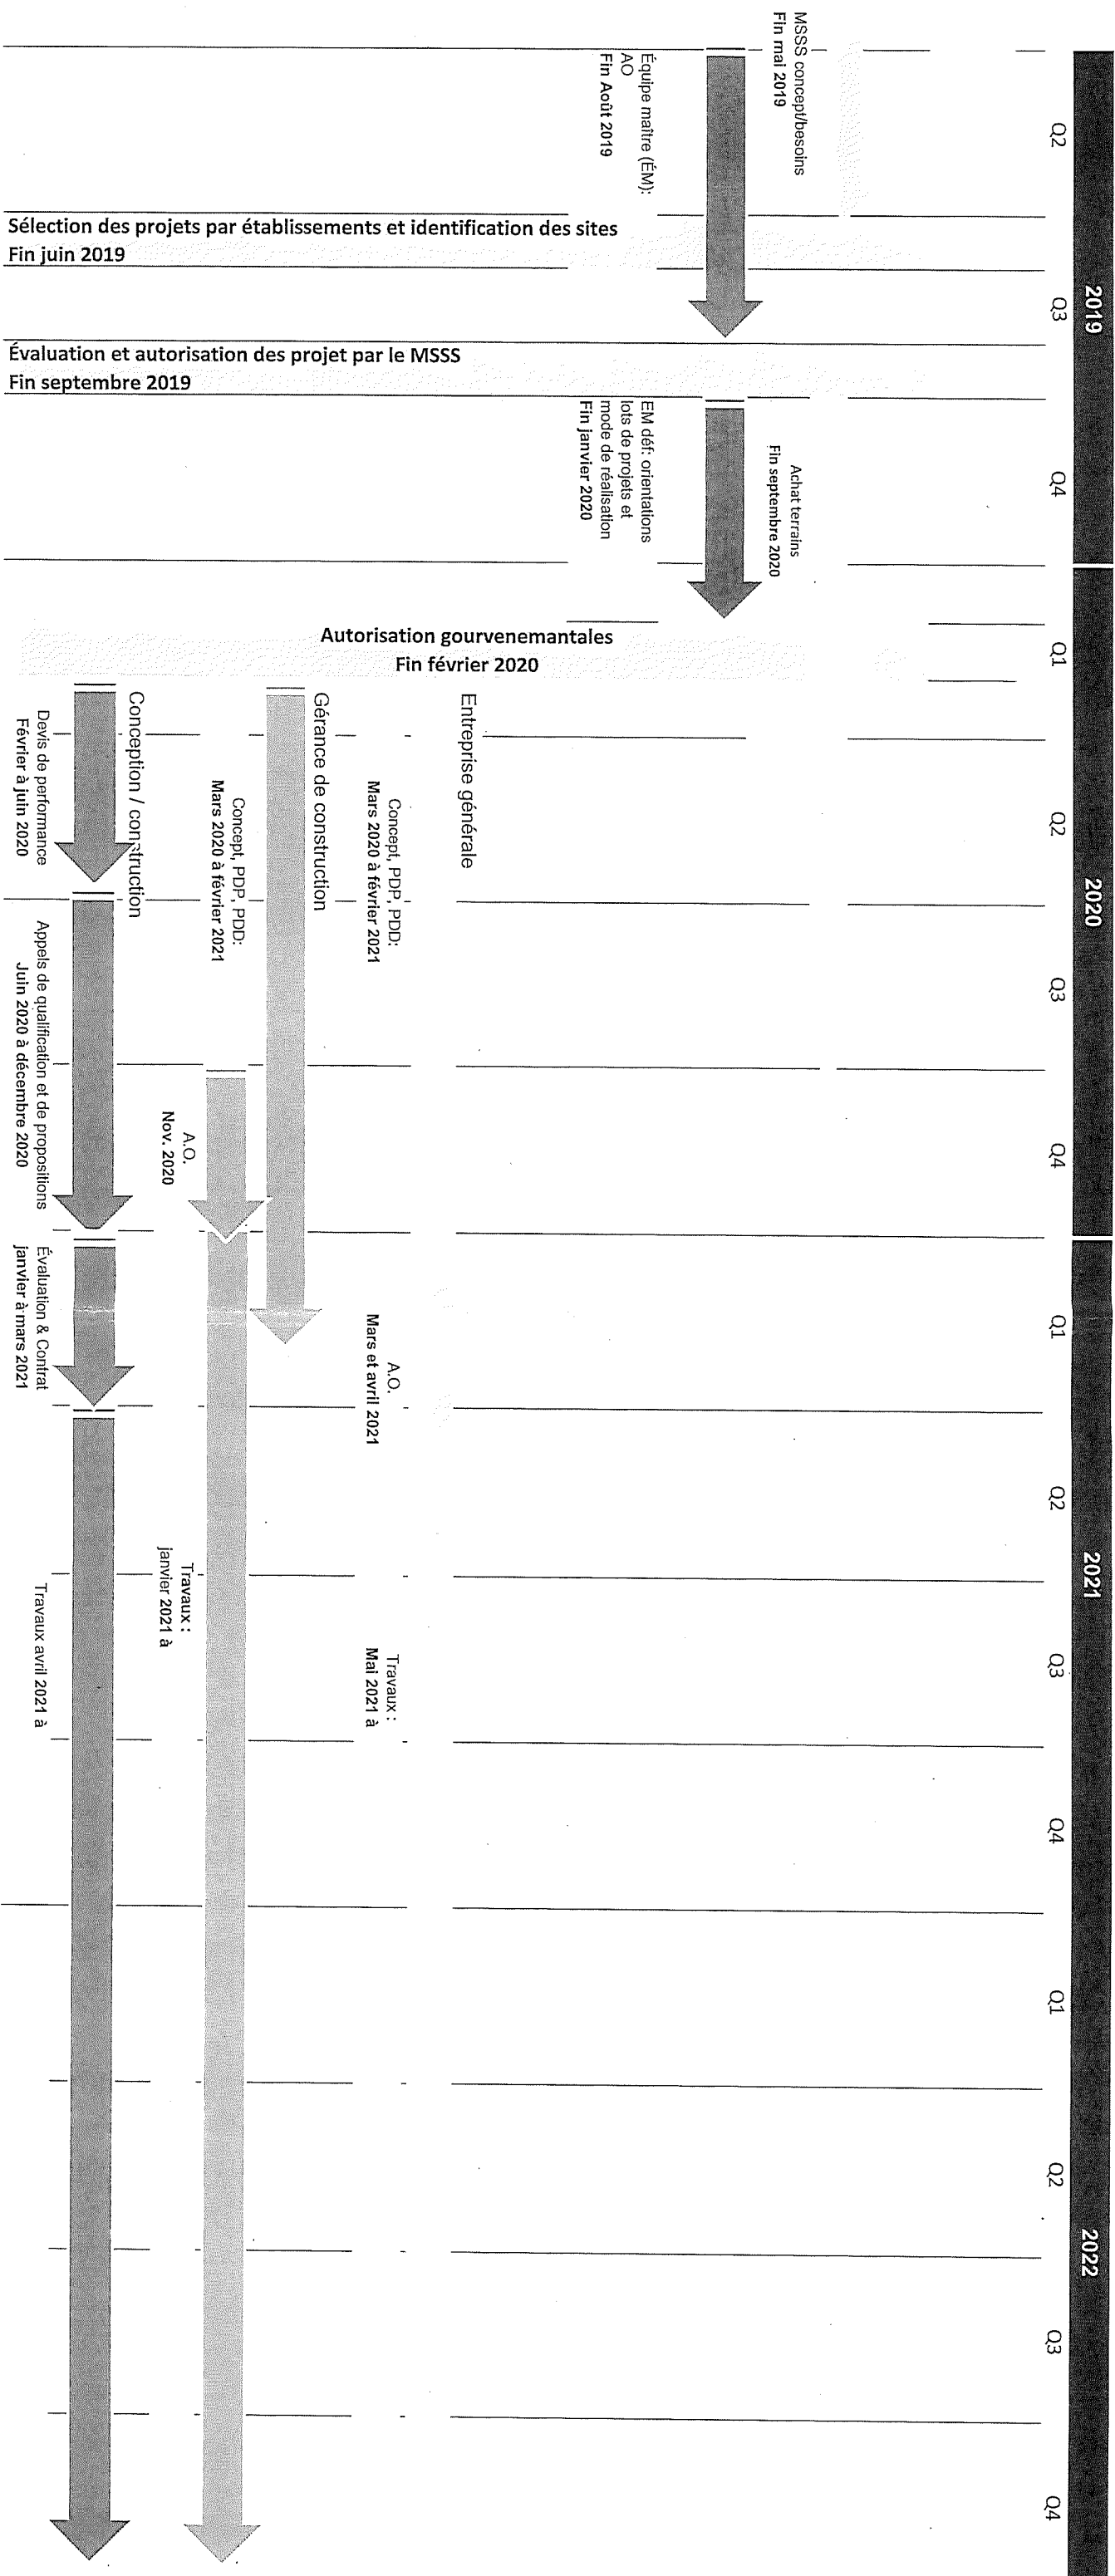 2019
2020
2021
2022
Q2
Q3
Q4
Q1
Q2
Q3
Q4
Q1
Q2
Q3
Q4
Q1
Q2
Q3
Q4
MSSS concept/besoins
Fin mai 2019
Achat terrains
Fin septembre 2020
Équipe maître (ÉM):
AO
Fin Août 2019
EM déf: orientations
lots de projets et
mode de réalisation
Fin janvier 2020
Sélection des projets par établissements et identification des sites
Fin juin 2019
Évaluation et autorisation des projet par le MSSS
Fin septembre 2019
Autorisation gourvenemantales
Fin février 2020
Entreprise générale
Concept, PDP, PDD:
Mars 2020 à février 2021
A.O.
Mars et avril 2021
Travaux :
Mai 2021 à
Gérance de construction
Concept, PDP, PDD:
Mars 2020 à février 2021
A.O.
Nov. 2020
Travaux :
janvier 2021 à
Conception / construction
Devis de performance
Février à juin 2020
Appels de qualification et de propositions
Juin 2020 à décembre 2020
Évaluation & Contrat
janvier à mars 2021
Travaux avril 2021 à